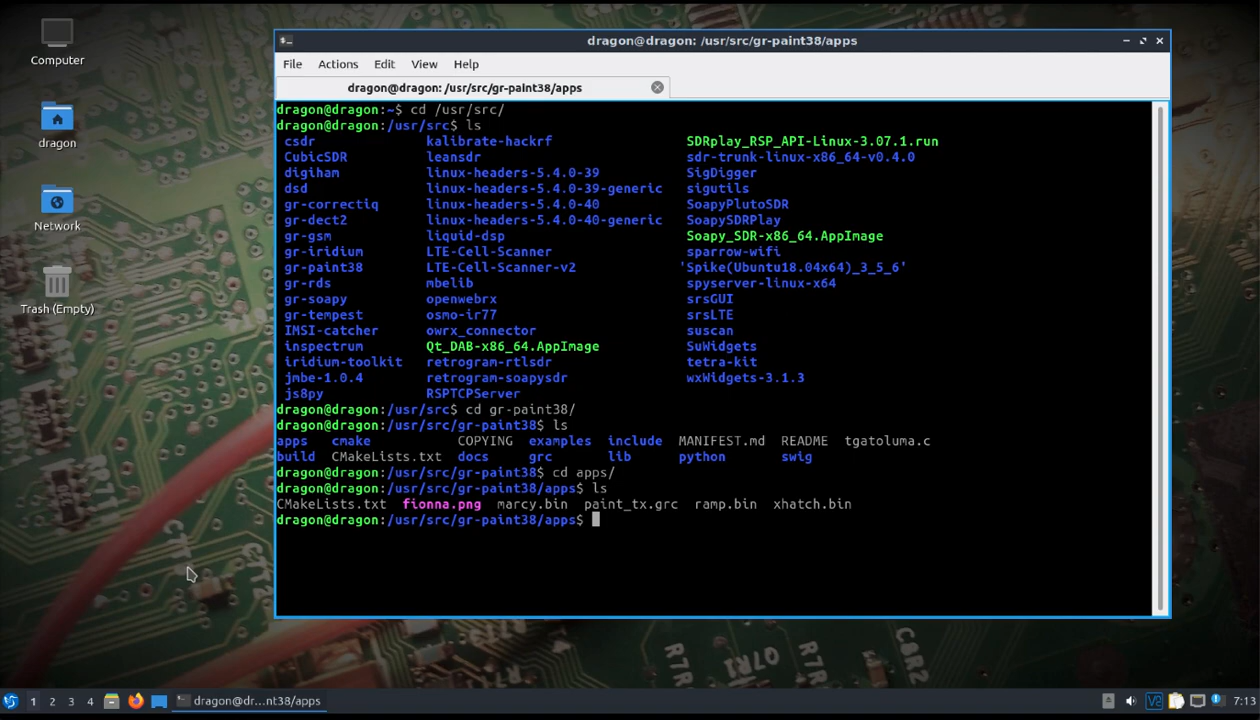 Computer
dragon
Network
Trash (Empty)
dragon@dragon: /usr/src/gr-paint38/apps
File Actions Edit View Help
dragon@dragon: /usr/src/gr-paint38/apps
dragon@dragon:~$ cd /usr/src/
dragon@dragon:/usr/src$ ls
csdr kalibrate-hackrf SDRplay_RSP_API-Linux-3.07.1.run
CubicSDR leansdr sdr-trunk-linux-x86_64-v0.4.0
digiham linux-headers-5.4.0-39 SigDigger
dsd linux-headers-5.4.0-39-generic sigutils
gr-correctiq linux-headers-5.4.0-40 SoapyPlutoSDR
gr-dect2 linux-headers-5.4.0-40-generic SoapySDRPlay
gr-gsm liquid-dsp Soapy_SDR-x86_64.AppImage
gr-iridium LTE-Cell-Scanner sparrow-wifi
gr-paint38 LTE-Cell-Scanner-v2 'Spike(Ubuntu18.04x64)_3_5_6'
gr-rds mbelib spyserver-linux-x64
gr-soapy openwebrx srsGUI
gr-tempest osmo-ir77 srsLTE
IMSI-catcher owrx_connector suscan
inspectrum Qt_DAB-x86_64.AppImage SuWidgets
iridium-toolkit retrogram-rtlsdr tetra-kit
jmbe-1.0.4 retrogram-soapysdr wxWidgets-3.1.3
js8py RSPTCPServer
dragon@dragon:/usr/src$ cd gr-paint38/
dragon@dragon:/usr/src/gr-paint38$ ls
apps cmake COPYING examples include MANIFEST.md README tgatoluma.c
build CMakeLists.txt docs grc lib python swig
dragon@dragon:/usr/src/gr-paint38$ cd apps/
dragon@dragon:/usr/src/gr-paint38/apps$ ls
CMakeLists.txt fionna.png marcy.bin paint_tx.grc ramp.bin xhatch.bin
dragon@dragon:/usr/src/gr-paint38/apps$
1 2 3 4 dragon@dr...nt38/apps 7:13